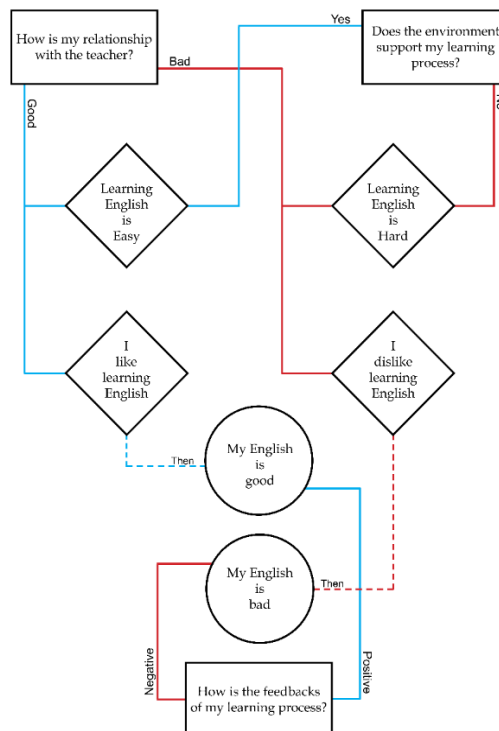 How is my relationship
with the teacher?
Yes
Does the environment
support my learning
process?
Bad
Good
No
Learning
English
is
Easy
Learning
English
is
Hard
I
like
learning
English
I
dislike
learning
English
Then
My English
is
good
My English
is
bad
Then
Negative
Positive
How is the feedbacks
of my learning process?